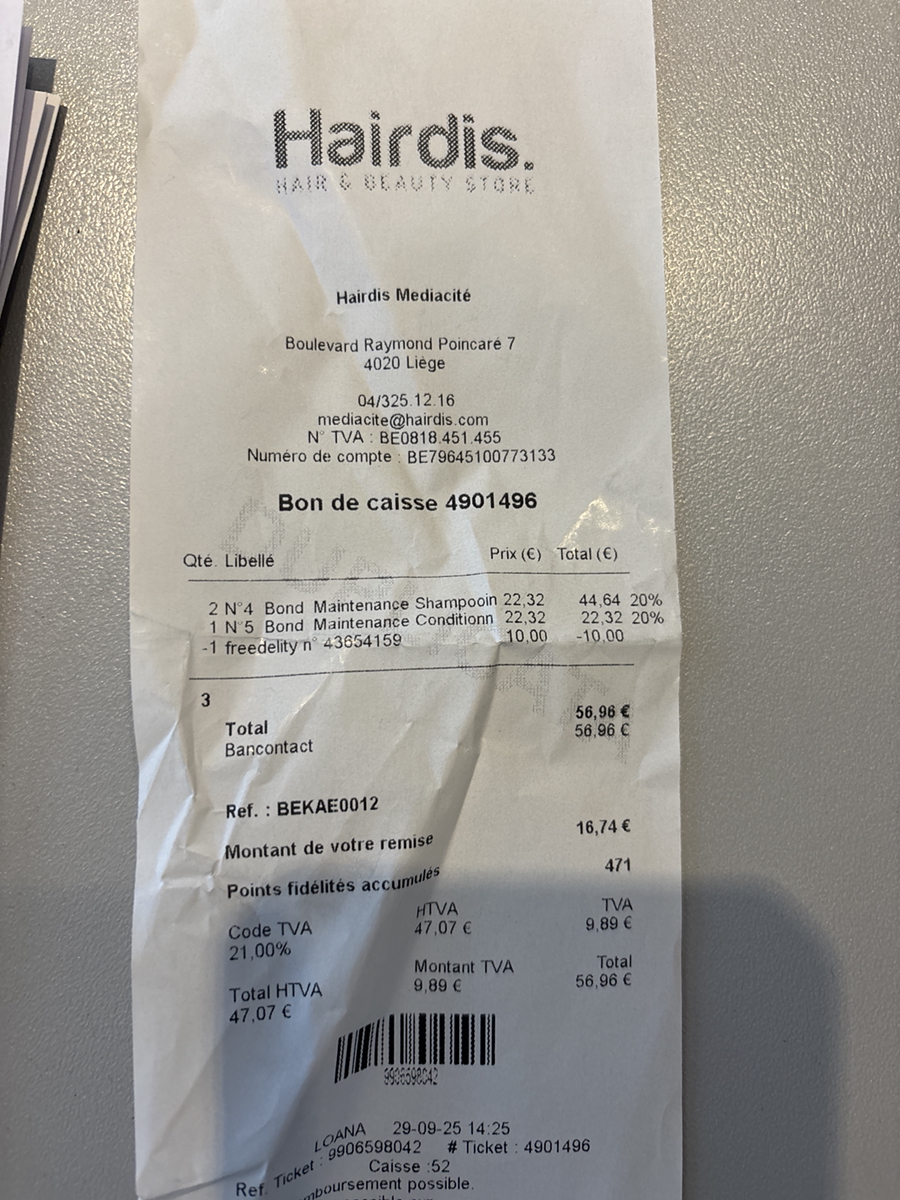 Hairdis.
HAIR & BEAUTY STORE
Hairdis Mediacité
Boulevard Raymond Poincaré 7
4020 Liège
04/325.12.16
mediacite@hairdis.com
N° TVA : BE0818.451.455
Numéro de compte : BE79645100773133
Bon de caisse 4901496
Qté. Libellé Prix (€) Total (€)
2 N°4 Bond Maintenance Shampooin 22,32 44,64 20%
1 N°5 Bond Maintenance Conditionn 22,32 22,32 20%
-1 freedelity n° 43654159 10,00 -10,00
3
Total 56,96 €
Bancontact 56,96 €
Ref. : BEKAE0012
Montant de votre remise 16,74 €
Points fidélités accumulés 471
Code TVA HTVA TVA
21,00% 47,07 € 9,89 €
Total HTVA Montant TVA Total
47,07 € 9,89 € 56,96 €
9906598042
LOANA 29-09-25 14:25
Ref. Ticket : 9906598042 # Ticket : 4901496
Caisse :52
boursement possible.